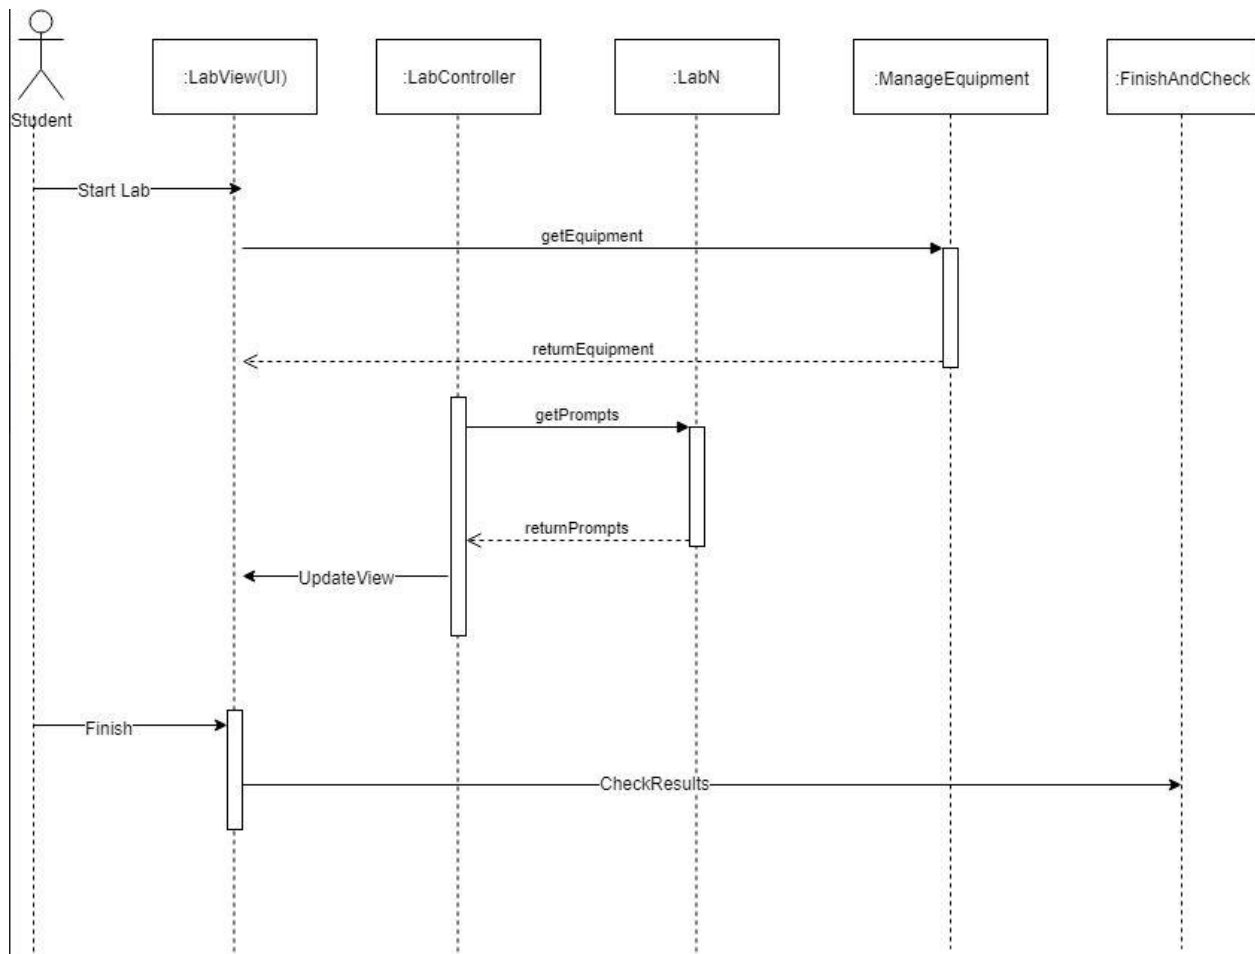 :LabView(UI)
:LabController
:LabN
:ManageEquipment
:FinishAndCheck
Student
Start Lab
getEquipment
returnEquipment
getPrompts
returnPrompts
UpdateView
Finish
CheckResults